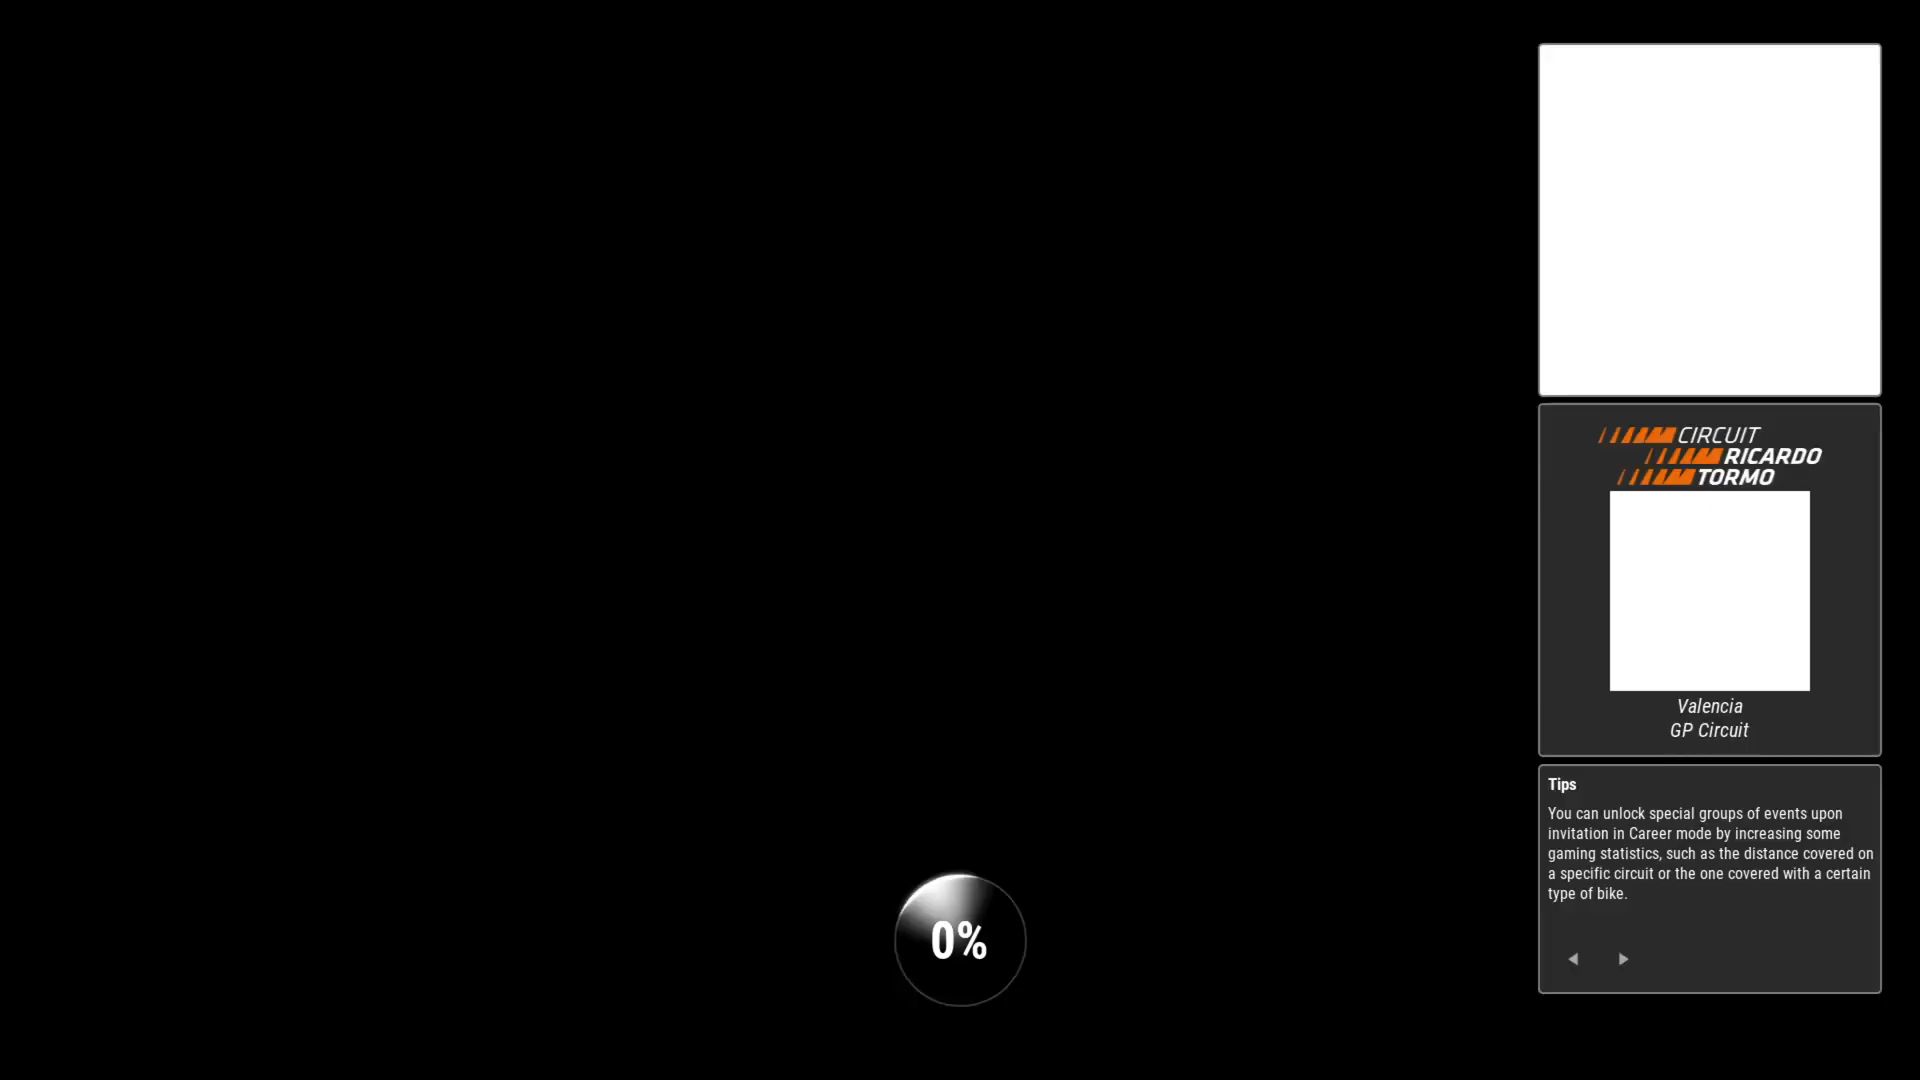 CIRCUIT
RICARDO
TORMO
Valencia
GP Circuit
Tips
You can unlock special groups of events upon
invitation in Career mode by increasing some
gaming statistics, such as the distance covered on
a specific circuit or the one covered with a certain
type of bike.
0%